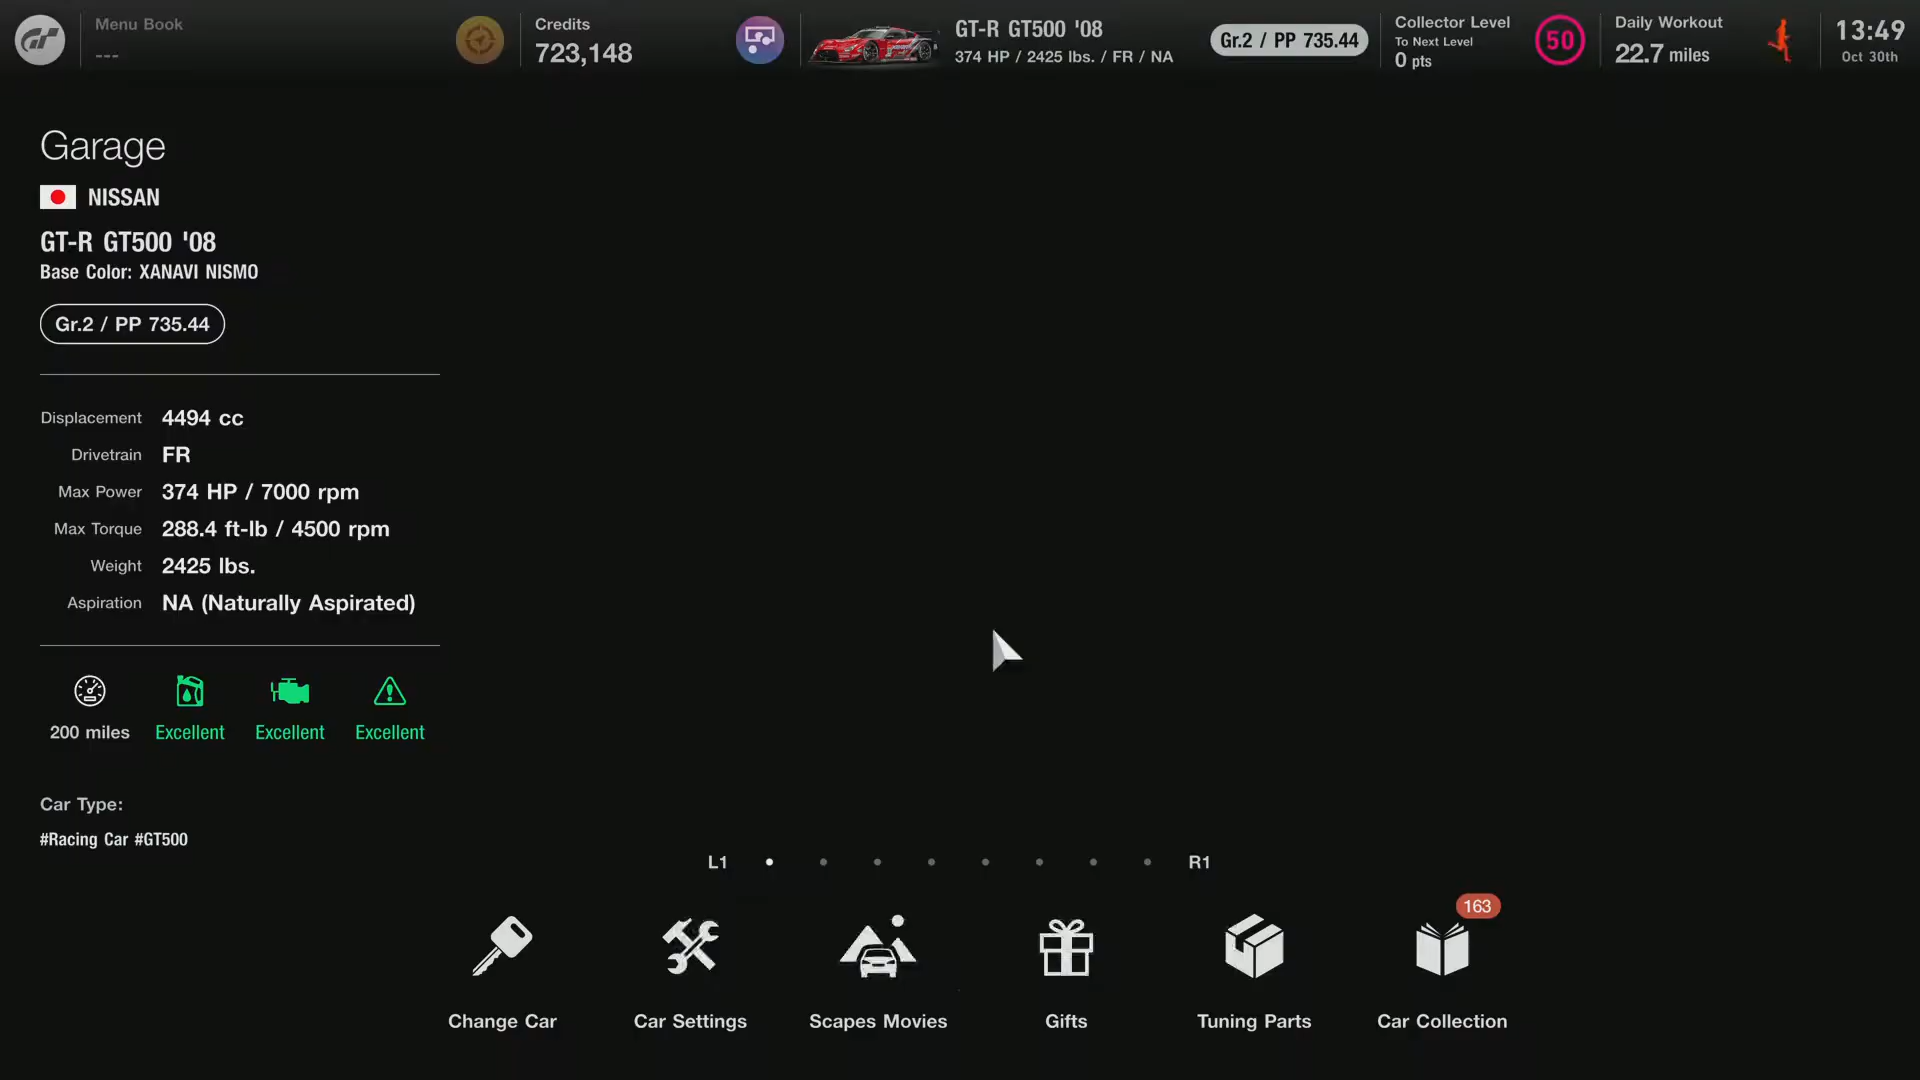 Menu Book
---
Credits
723,148
GT-R GT500 '08
374 HP / 2425 lbs. / FR / NA
Gr.2 / PP 735.44
Collector Level
To Next Level
0 pts
50
Daily Workout
22.7 miles
13:49
Oct 30th
Garage
NISSAN
GT-R GT500 '08
Base Color: XANAVI NISMO
Gr.2 / PP 735.44
Displacement 4494 cc
Drivetrain FR
Max Power 374 HP / 7000 rpm
Max Torque 288.4 ft-lb / 4500 rpm
Weight 2425 lbs.
Aspiration NA (Naturally Aspirated)
200 miles Excellent Excellent Excellent
Car Type:
#Racing Car #GT500
L1 R1
163
Change Car Car Settings Scapes Movies Gifts Tuning Parts Car Collection